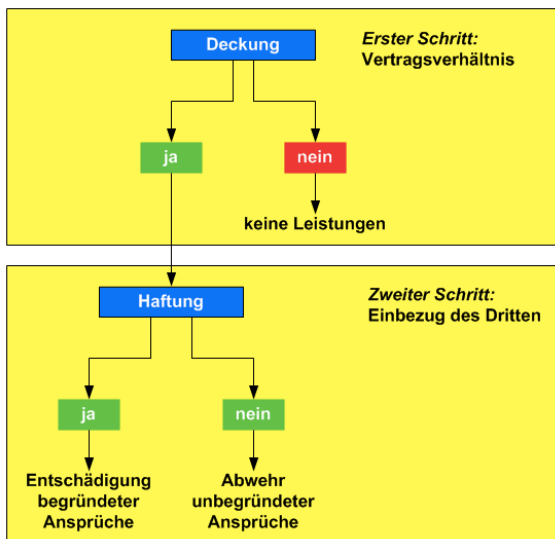 Deckung
Erster Schritt:
Vertragsverhältnis
ja
nein
keine Leistungen
Haftung
Zweiter Schritt:
Einbezug des Dritten
ja
nein
Entschädigung
begründeter
Ansprüche
Abwehr
unbegründeter
Ansprüche